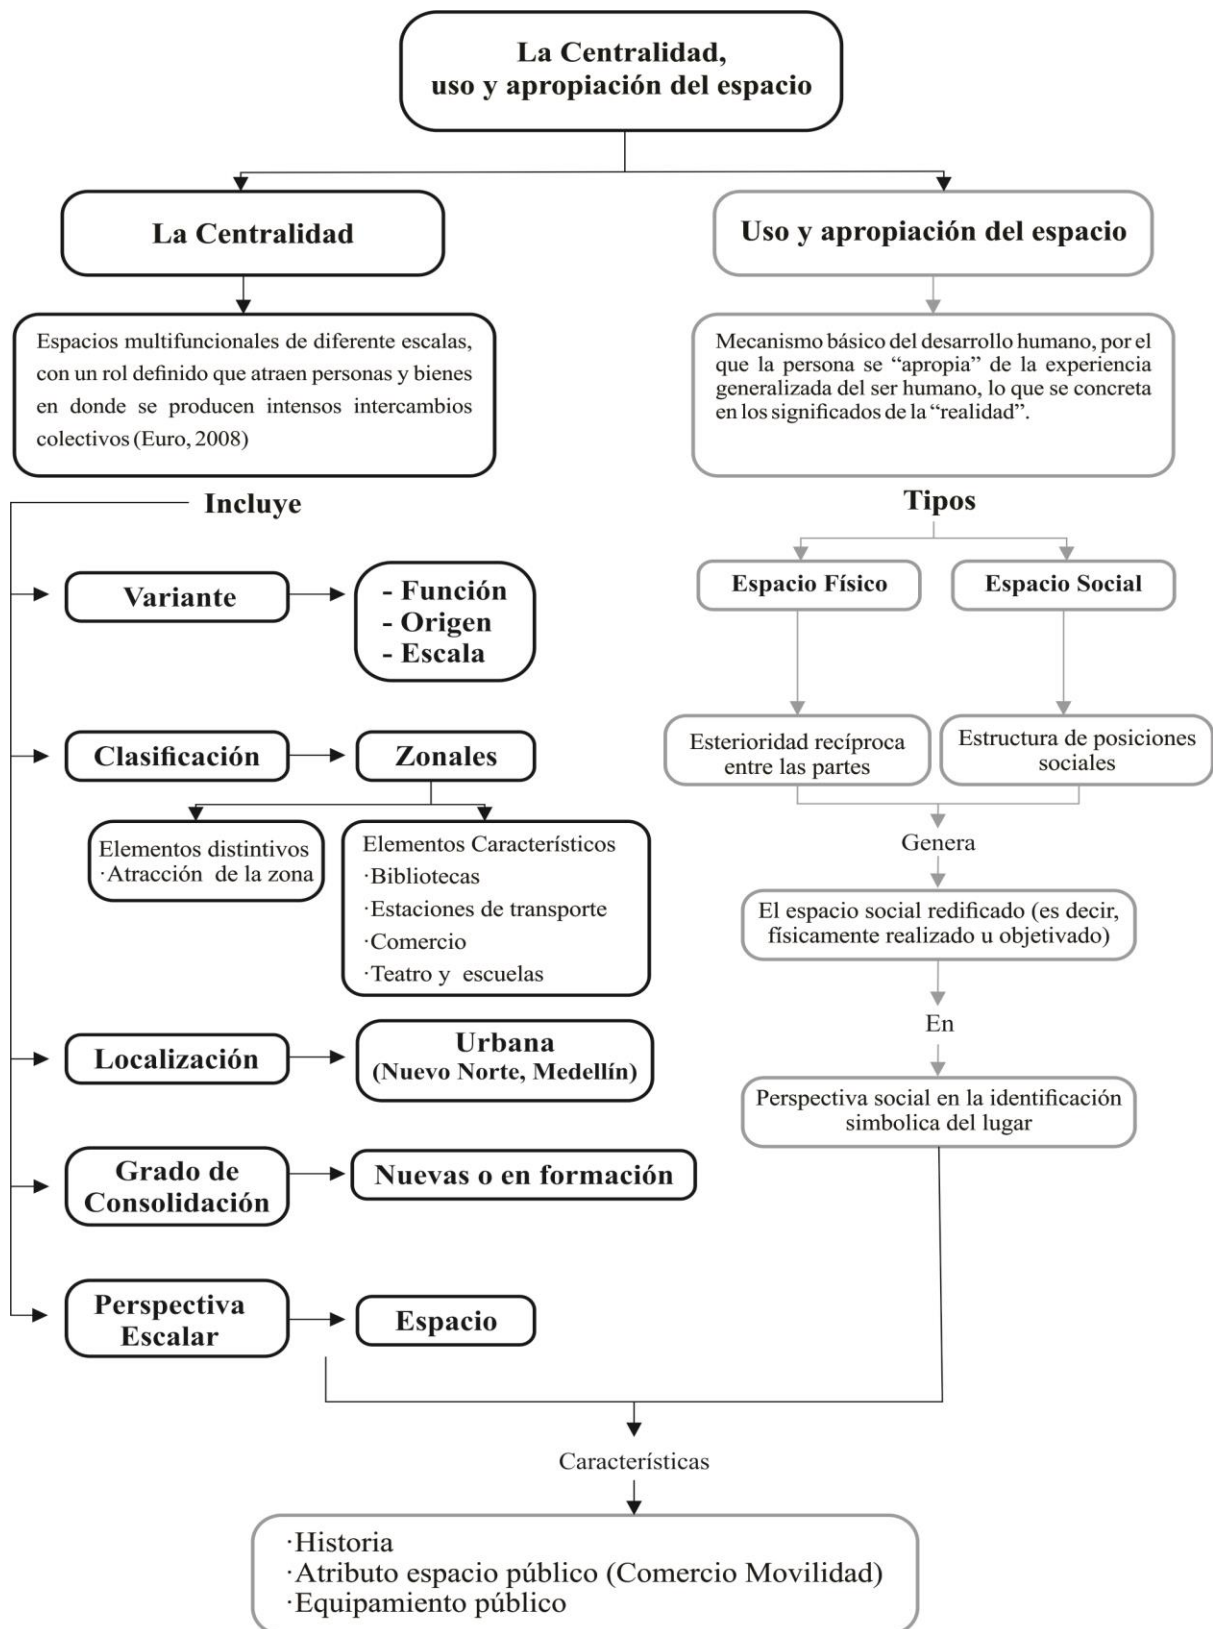 La Centralidad,
uso y apropiación del espacio
La Centralidad
Espacios multifuncionales de diferente escalas,
con un rol definido que atraen personas y bienes
en donde se producen intensos intercambios
colectivos (Euro, 2008)
Incluye
Variante
- Función
- Origen
- Escala
Clasificación
Zonales
Elementos distintivos
·Atracción de la zona
Elementos Característicos
·Bibliotecas
·Estaciones de transporte
·Comercio
·Teatro y escuelas
Localización
Urbana
(Nuevo Norte, Medellín)
Grado de
Consolidación
Nuevas o en formación
Perspectiva
Escalar
Espacio
Uso y apropiación del espacio
Mecanismo básico del desarrollo humano, por el
que la persona se “apropia” de la experiencia
generalizada del ser humano, lo que se concreta
en los significados de la “realidad”.
Tipos
Espacio Físico
Espacio Social
Esterioridad recíproca
entre las partes
Estructura de posiciones
sociales
Genera
El espacio social redificado (es decir,
físicamente realizado u objetivado)
En
Perspectiva social en la identificación
simbolica del lugar
Características
·Historia
·Atributo espacio público (Comercio Movilidad)
·Equipamiento público